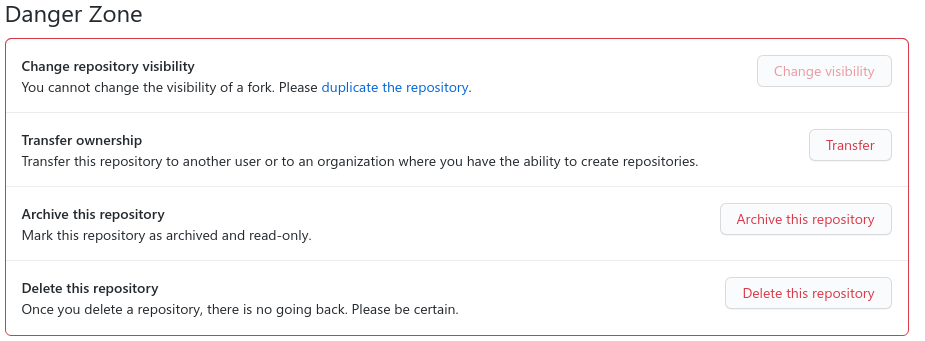 Danger Zone
Change repository visibility
You cannot change the visibility of a fork. Please duplicate the repository.
Change visibility
Transfer ownership
Transfer this repository to another user or to an organization where you have the ability to create repositories.
Transfer
Archive this repository
Mark this repository as archived and read-only.
Archive this repository
Delete this repository
Once you delete a repository, there is no going back. Please be certain.
Delete this repository